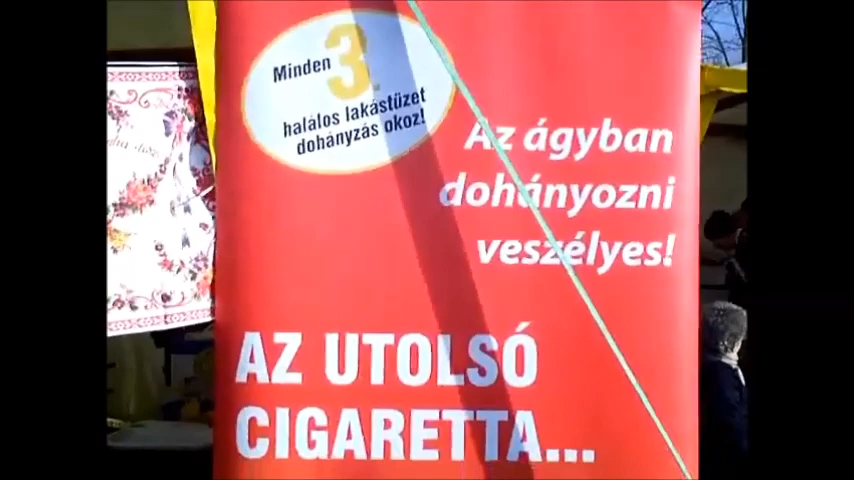 Minden 3.
halálos lakástüzet
dohányzás okoz!
Az ágyban
dohányozni
veszélyes!
AZ UTOLSÓ
CIGARETTA...